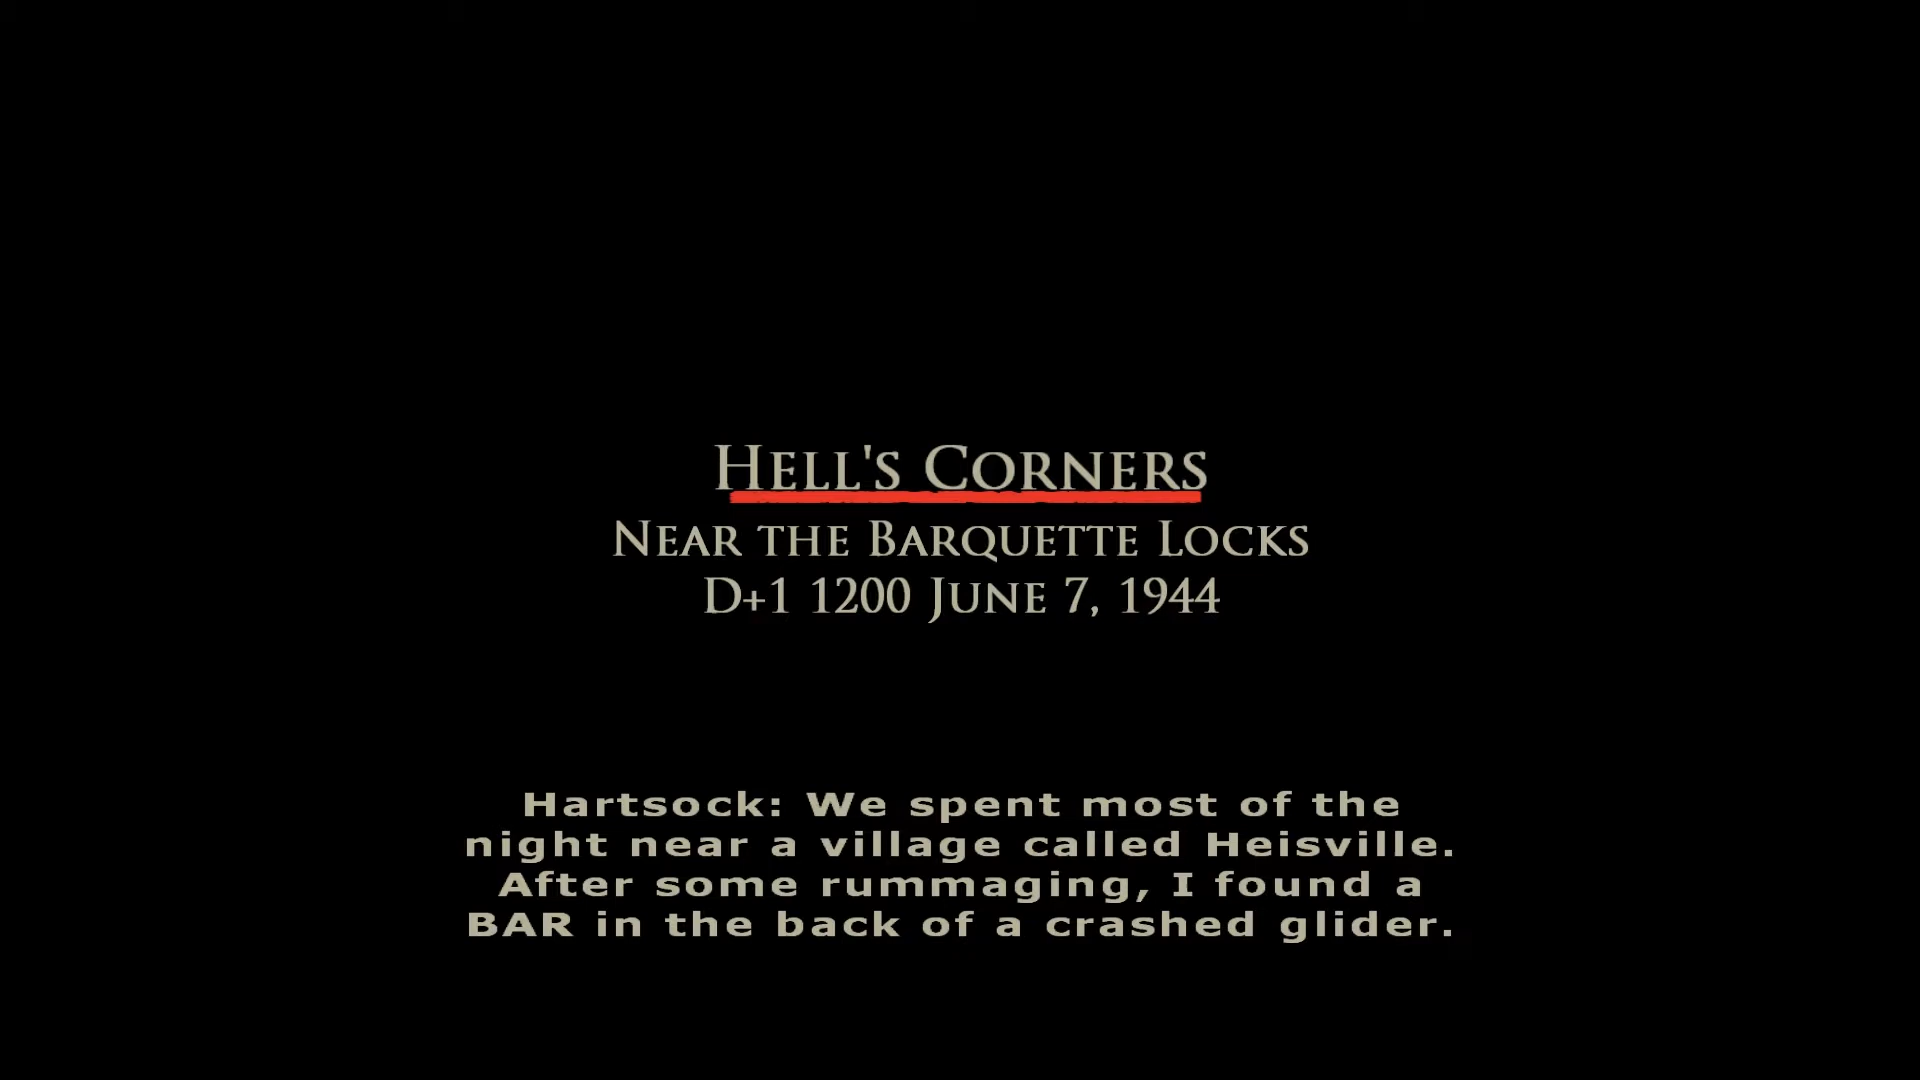 Hell's Corners
Near the Barquette Locks
D+1 1200 June 7, 1944
Hartsock: We spent most of the
night near a village called Heisville.
After some rummaging, I found a
BAR in the back of a crashed glider.